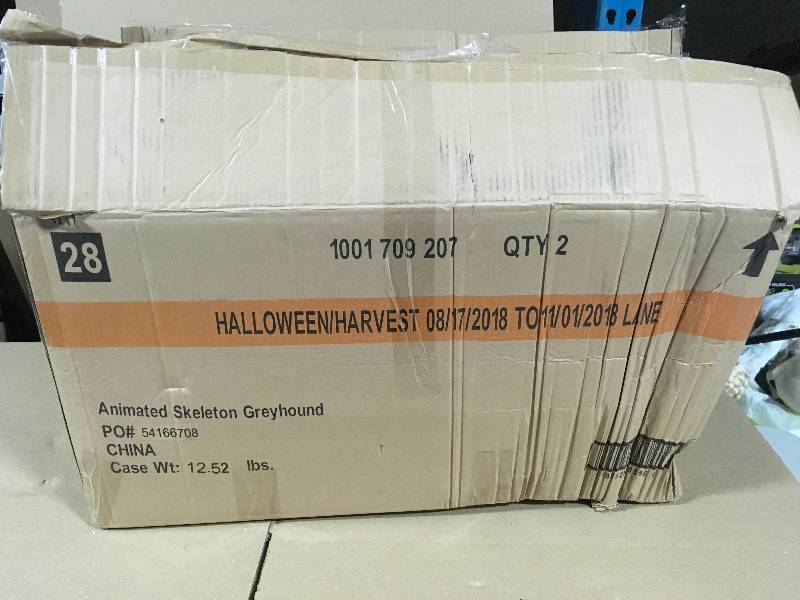 28
1001 709 207 QTY 2
HALLOWEEN/HARVEST 08/17/2018 TO 11/01/2018 LANE
Animated Skeleton Greyhound
PO# 54166708
CHINA
Case Wt: 12.52 lbs.